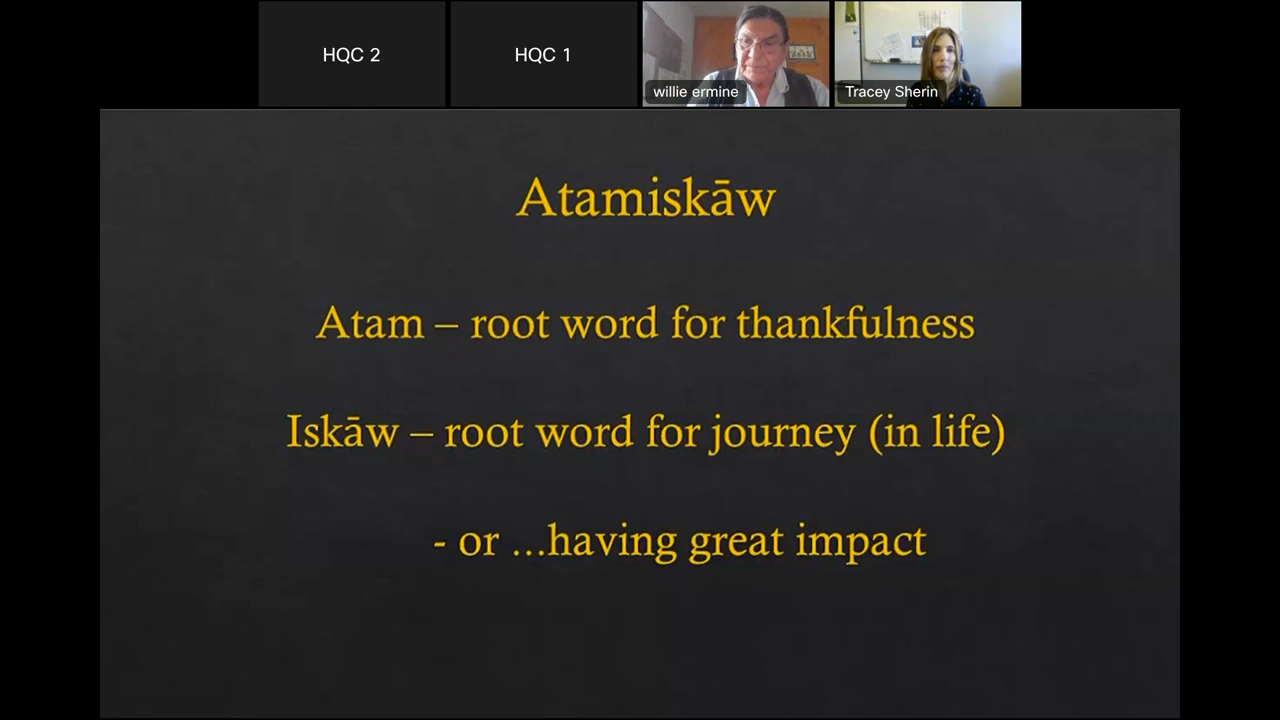 HQC 2
HQC 1
willie ermine
Tracey Sherin
Atamiskāw
Atam – root word for thankfulness
Iskāw – root word for journey (in life)
- or ...having great impact